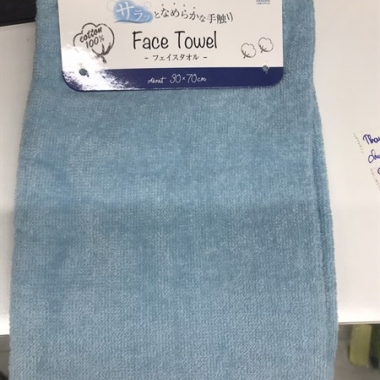 サラッとなめらかな手触り
cotton
100%
Face Towel
- フェイスタオル -
about 30×70cm